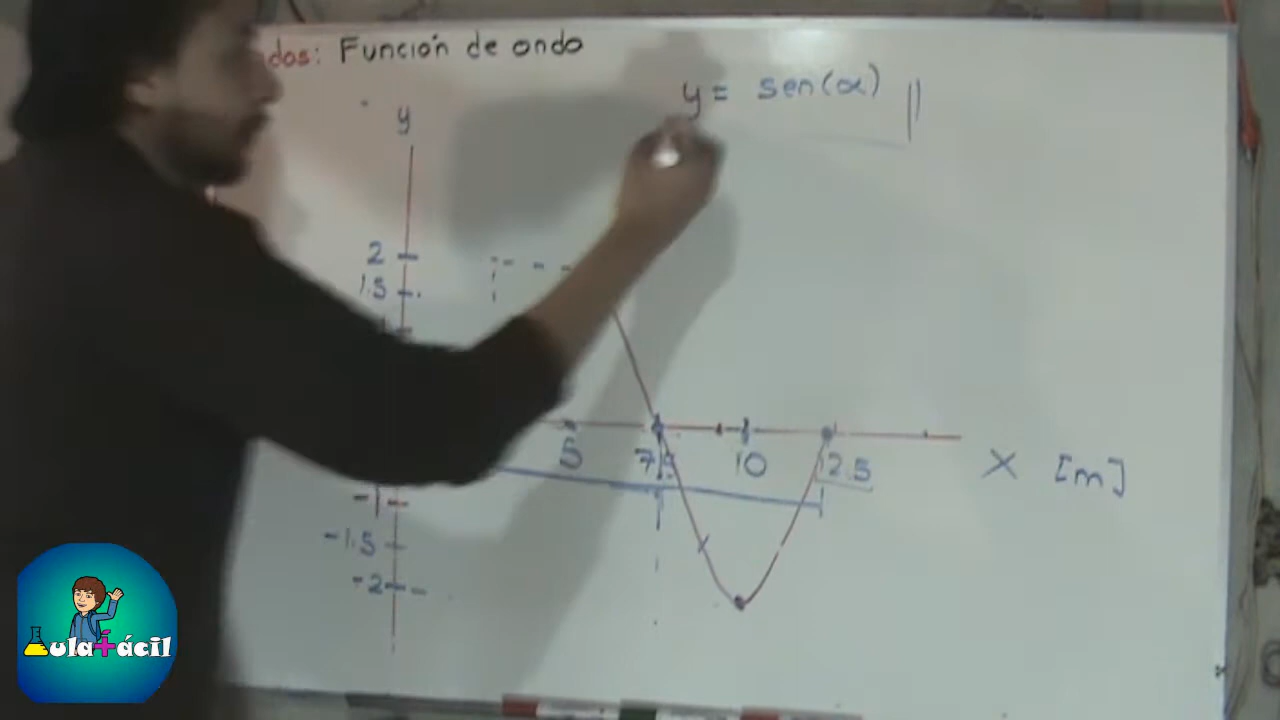 dos: Función de onda
y = sen(α)
y
2
1.5
5
7.5
10
12.5
X [m]
-1
-1.5
-2
Aula+ácil